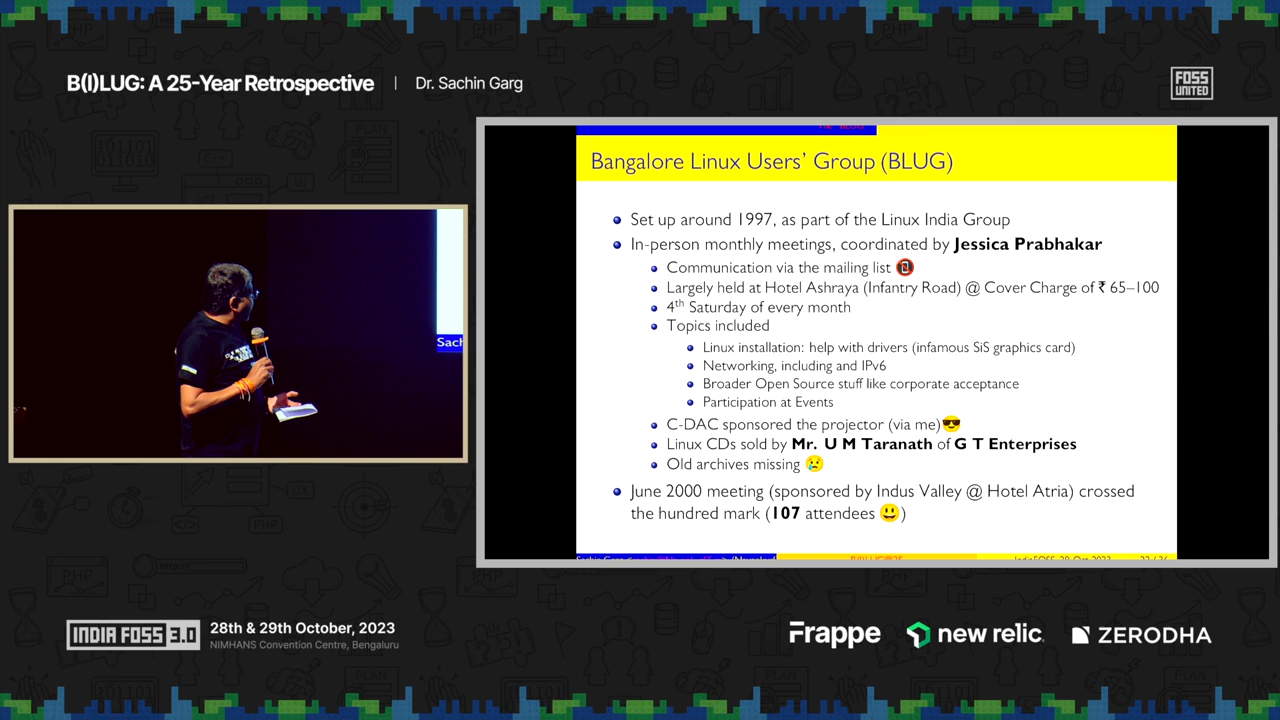 B(I)LUG: A 25-Year Retrospective | Dr. Sachin Garg
FOSS
UNITED
The BLUG
Bangalore Linux Users' Group (BLUG)
Set up around 1997, as part of the Linux India Group
In-person monthly meetings, coordinated by Jessica Prabhakar
Communication via the mailing list 📵
Largely held at Hotel Ashraya (Infantry Road) @ Cover Charge of ₹ 65–100
4th Saturday of every month
Topics included
Linux installation: help with drivers (infamous SiS graphics card)
Networking, including and IPv6
Broader Open Source stuff like corporate acceptance
Participation at Events
C-DAC sponsored the projector (via me)😎
Linux CDs sold by Mr. U M Taranath of G T Enterprises
Old archives missing 😢
June 2000 meeting (sponsored by Indus Valley @ Hotel Atria) crossed
the hundred mark (107 attendees 😃)
Sach
INDIA FOSS 3.0
28th & 29th October, 2023
NIMHANS Convention Centre, Bengaluru
Frappe
new relic
ZERODHA